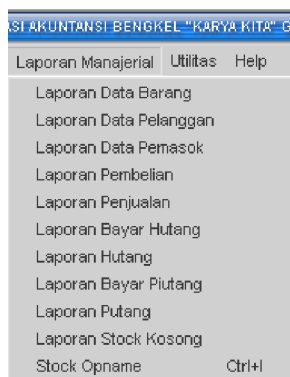 SI AKUNTANSI BENGKEL "KARYA KITA" G
Laporan Manajerial Utilitas Help
Laporan Data Barang
Laporan Data Pelanggan
Laporan Data Pemasok
Laporan Pembelian
Laporan Penjualan
Laporan Bayar Hutang
Laporan Hutang
Laporan Bayar Piutang
Laporan Putang
Laporan Stock Kosong
Stock Opname Ctrl+I